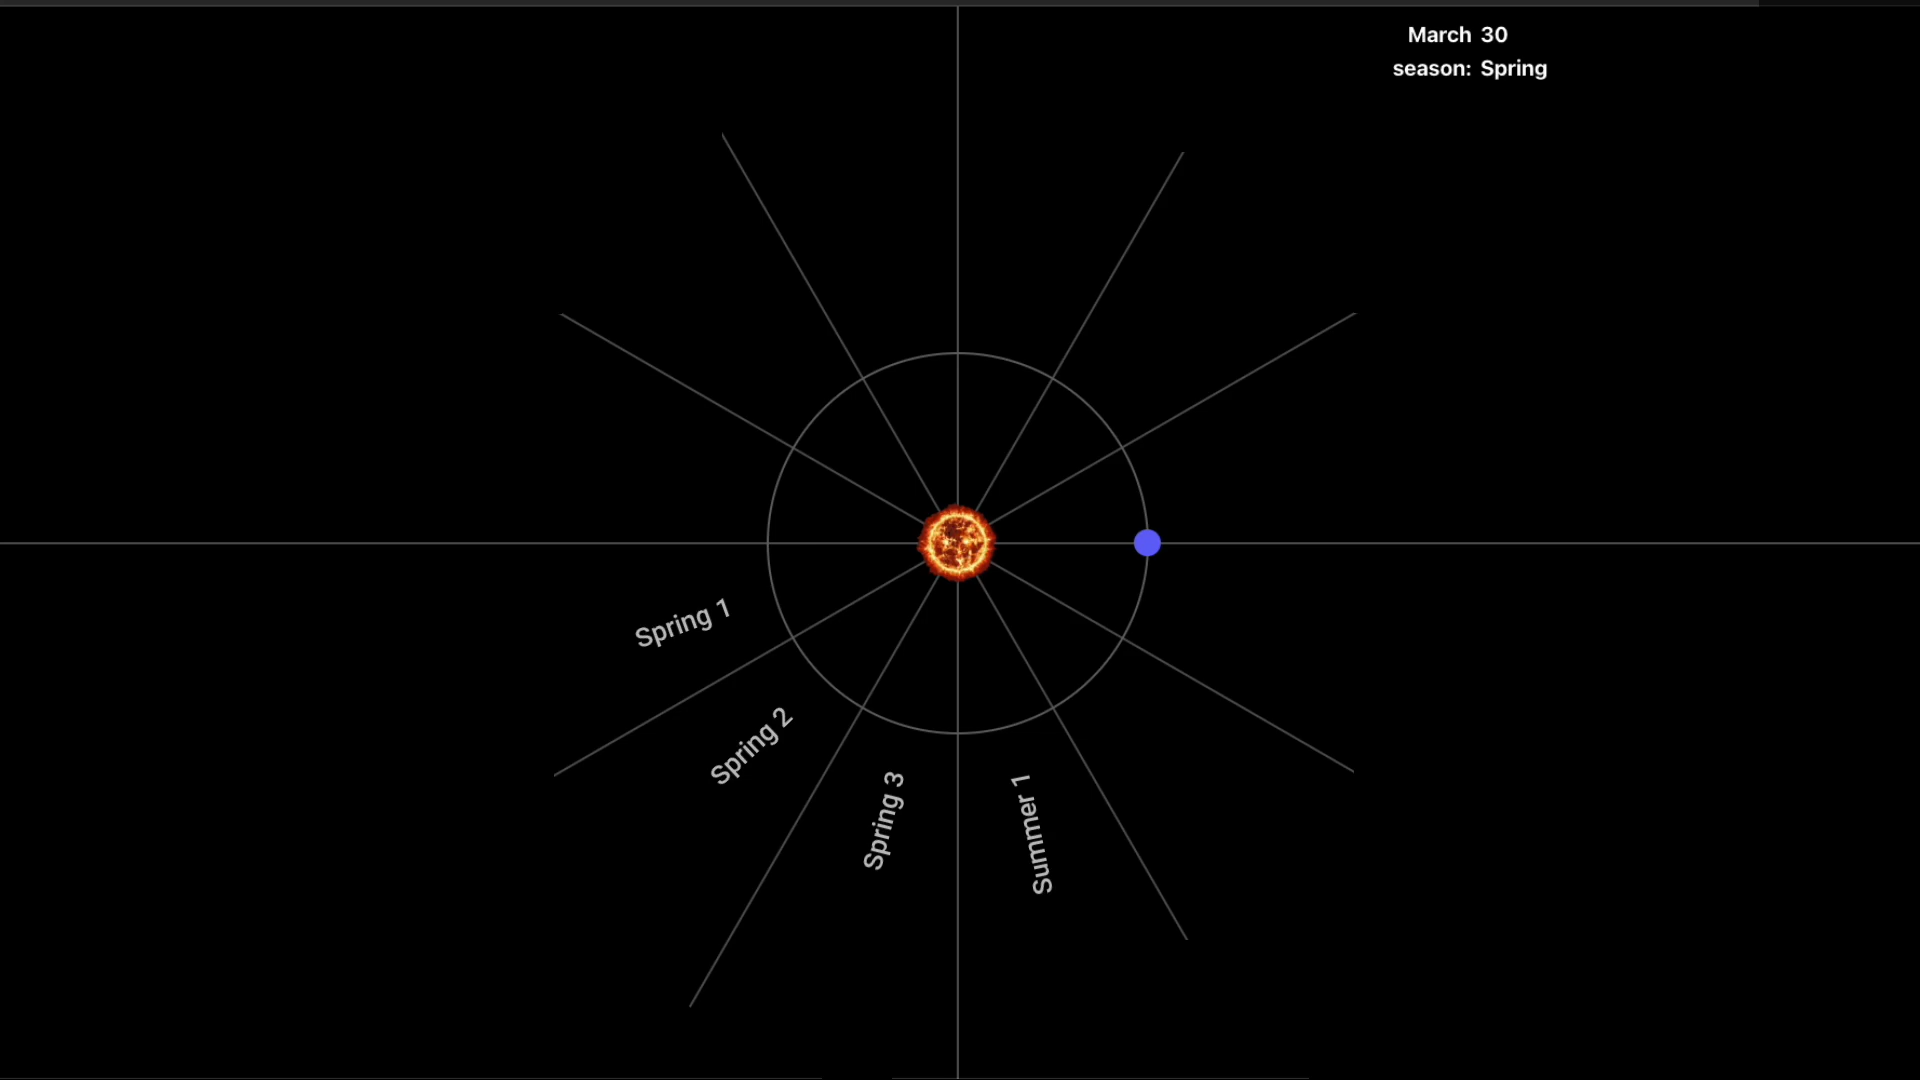 March 30
season: Spring
Spring 1
Spring 2
Spring 3
Summer 1